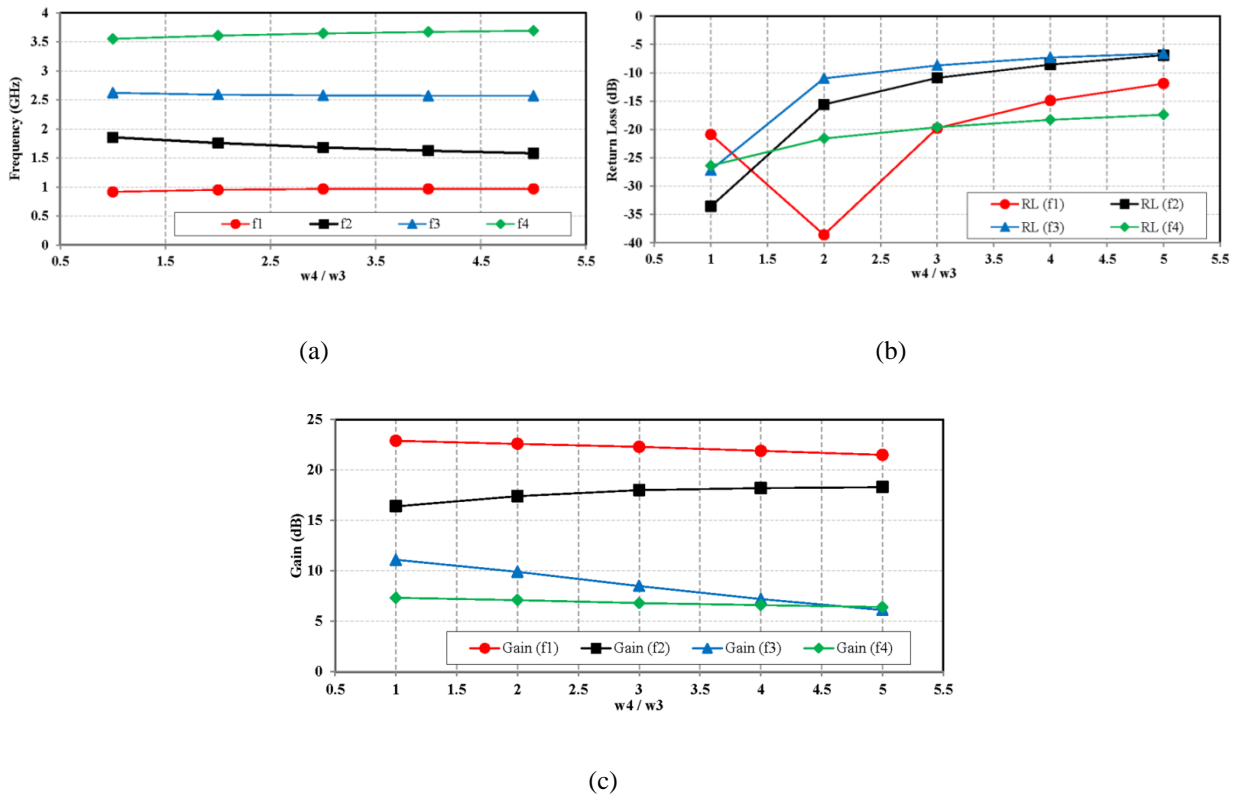 4
3.5
3
2.5
2
1.5
1
0.5
0
Frequency (GHz)
f1 f2 f3 f4
0.5 1.5 2.5 3.5 4.5 5.5
w4 / w3
(a)
0
-5
-10
-15
-20
-25
-30
-35
-40
Return Loss (dB)
RL (f1) RL (f2)
RL (f3) RL (f4)
0.5 1 1.5 2 2.5 3 3.5 4 4.5 5 5.5
w4 / w3
(b)
25
20
15
10
5
0
Gain (dB)
Gain (f1) Gain (f2) Gain (f3) Gain (f4)
0.5 1 1.5 2 2.5 3 3.5 4 4.5 5 5.5
w4 / w3
(c)